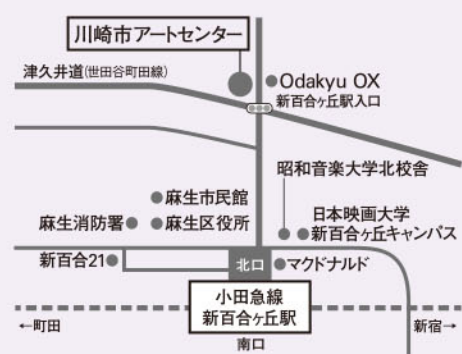 川崎市アートセンター
津久井道(世田谷町田線)
Odakyu OX
新百合ヶ丘駅入口
昭和音楽大学北校舎
麻生市民館
日本映画大学
新百合ヶ丘キャンパス
麻生消防署
麻生区役所
新百合21
北口
マクドナルド
小田急線
新百合ヶ丘駅
←町田
新宿→
南口